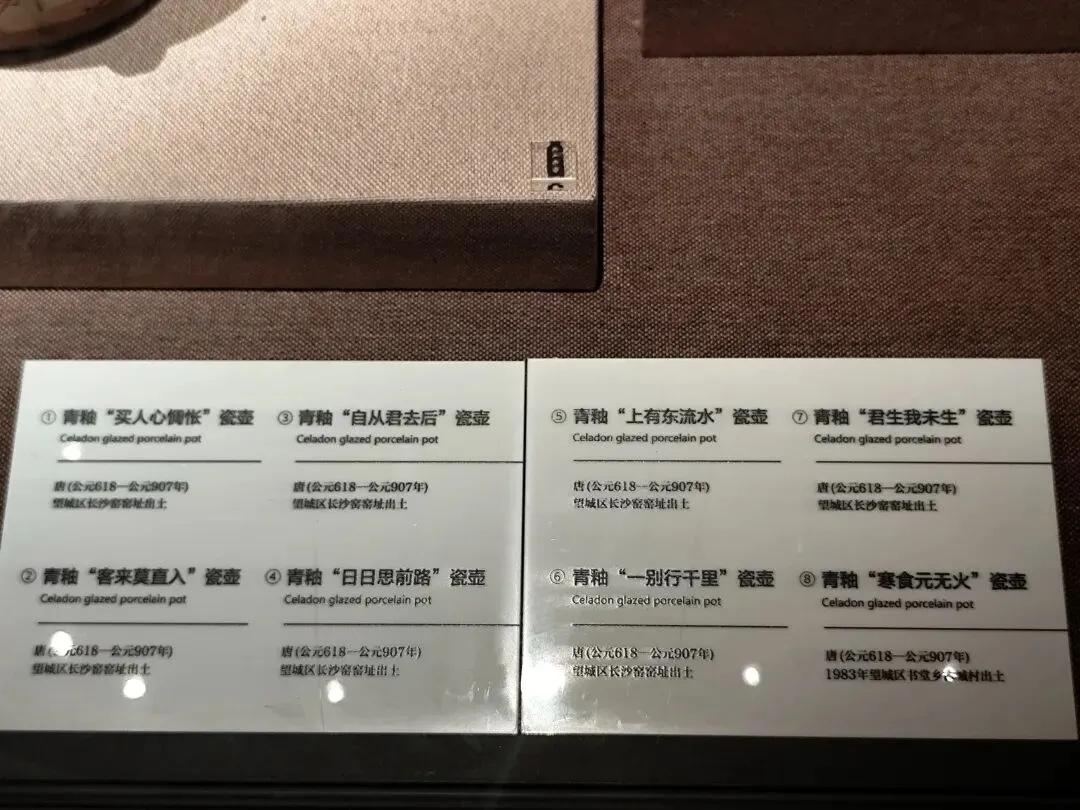 ① 青釉“买人心惆怅”瓷壶
Celadon glazed porcelain pot
唐(公元618—公元907年)
望城区长沙窑窑址出土
② 青釉“客来莫直入”瓷壶
Celadon glazed porcelain pot
唐(公元618—公元907年)
望城区长沙窑窑址出土
③ 青釉“自从君去后”瓷壶
Celadon glazed porcelain pot
唐(公元618—公元907年)
望城区长沙窑窑址出土
④ 青釉“日日思前路”瓷壶
Celadon glazed porcelain pot
唐(公元618—公元907年)
望城区长沙窑窑址出土
⑤ 青釉“上有东流水”瓷壶
Celadon glazed porcelain pot
唐(公元618—公元907年)
望城区长沙窑窑址出土
⑥ 青釉“一别行千里”瓷壶
Celadon glazed porcelain pot
唐(公元618—公元907年)
望城区长沙窑窑址出土
⑦ 青釉“君生我未生”瓷壶
Celadon glazed porcelain pot
唐(公元618—公元907年)
望城区长沙窑窑址出土
⑧ 青釉“寒食元无火”瓷壶
Celadon glazed porcelain pot
唐(公元618—公元907年)
1983年望城区书堂乡城村出土